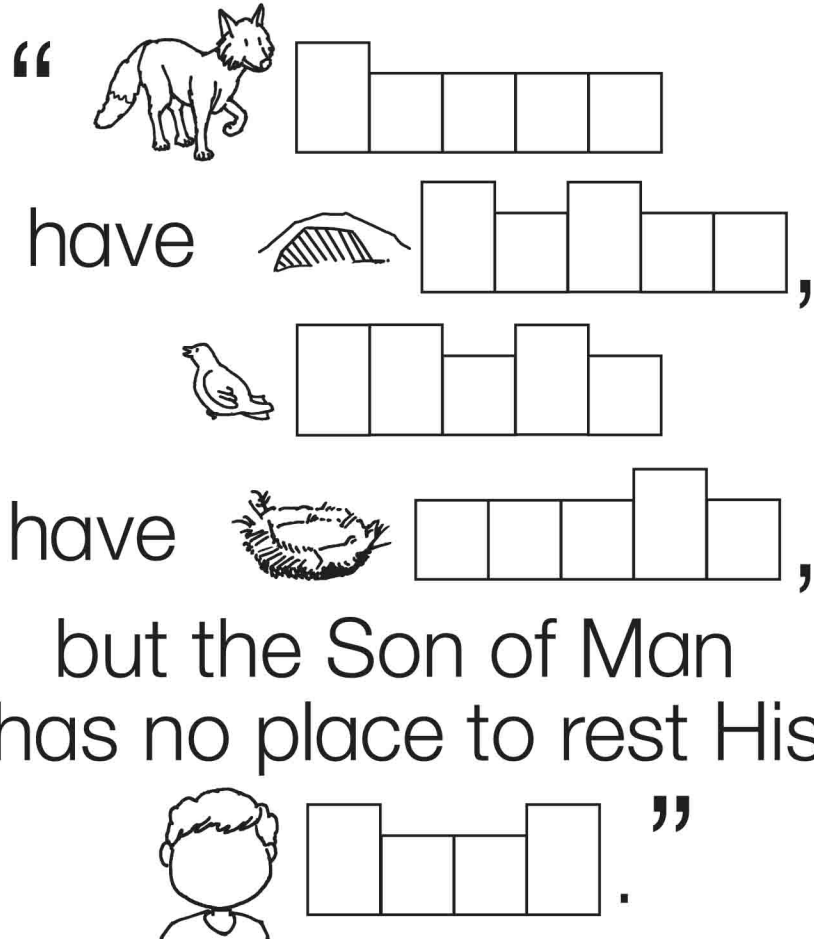 “
have ,
have ,
but the Son of Man
has no place to rest His
.”